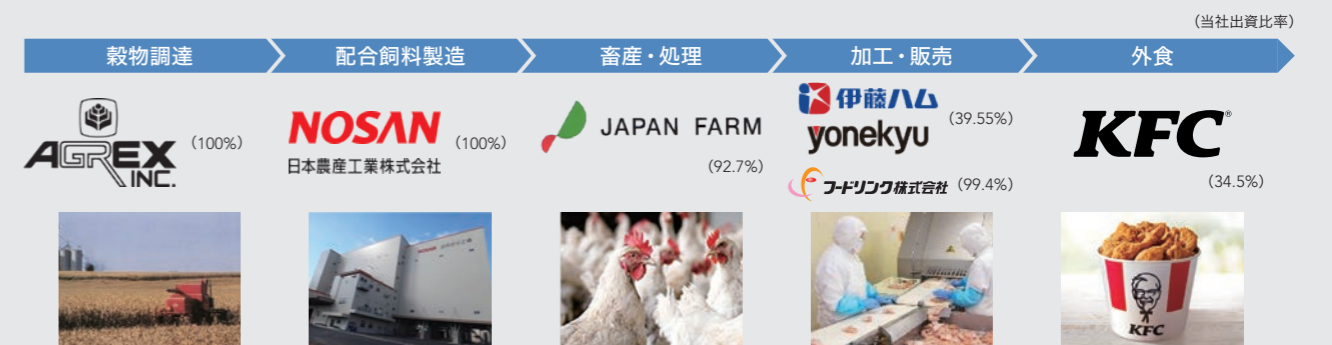 （当社出資比率）
穀物調達
配合飼料製造
畜産・処理
加工・販売
外食
AGREX
INC.
（100%）
NOSAN
（100%）
日本農産工業株式会社
JAPAN FARM
（92.7%）
伊藤ハム
yonekyu
（39.55%）
フードリンク株式会社
（99.4%）
KFC®
（34.5%）
NOSAN
KFC